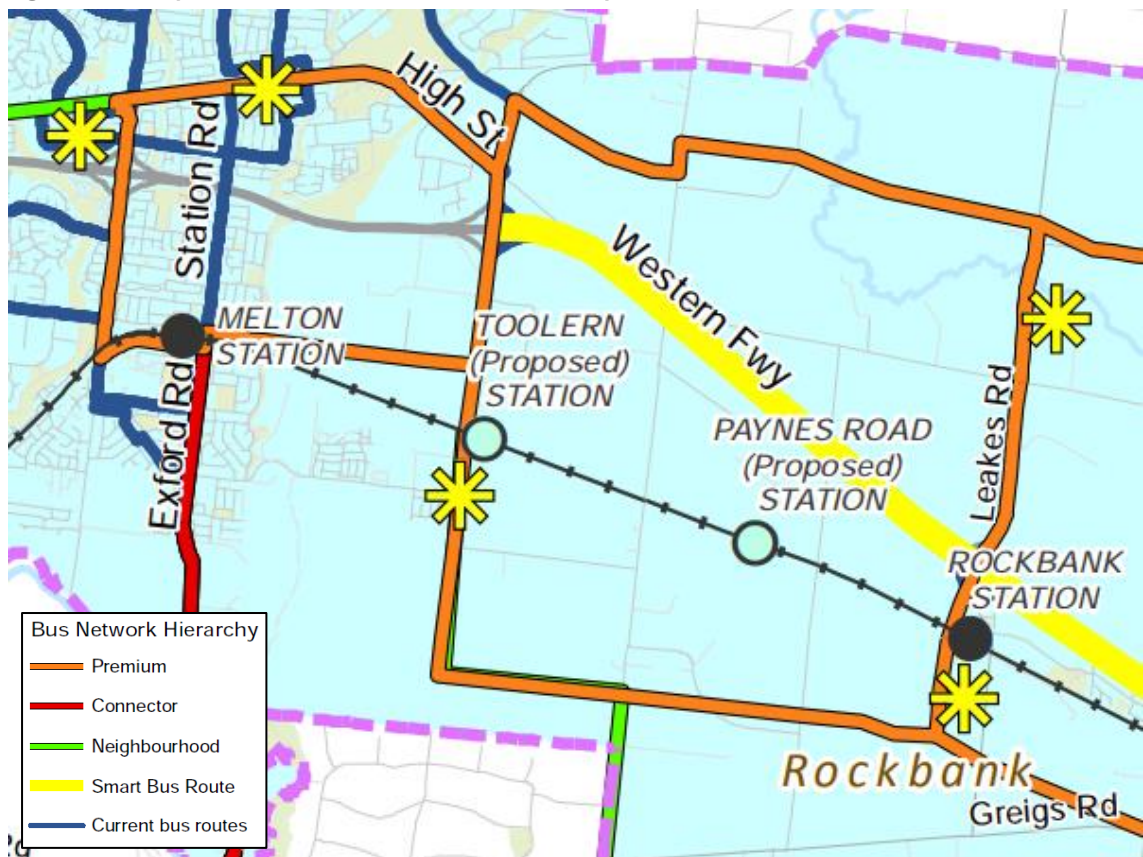 High St
Station Rd
Western Fwy
MELTON
STATION
TOOLERN
(Proposed)
STATION
PAYNES ROAD
(Proposed)
STATION
Leakes Rd
Exford Rd
ROCKBANK
STATION
Bus Network Hierarchy
Premium
Connector
Neighbourhood
Smart Bus Route
Current bus routes
Rockbank
Greigs Rd